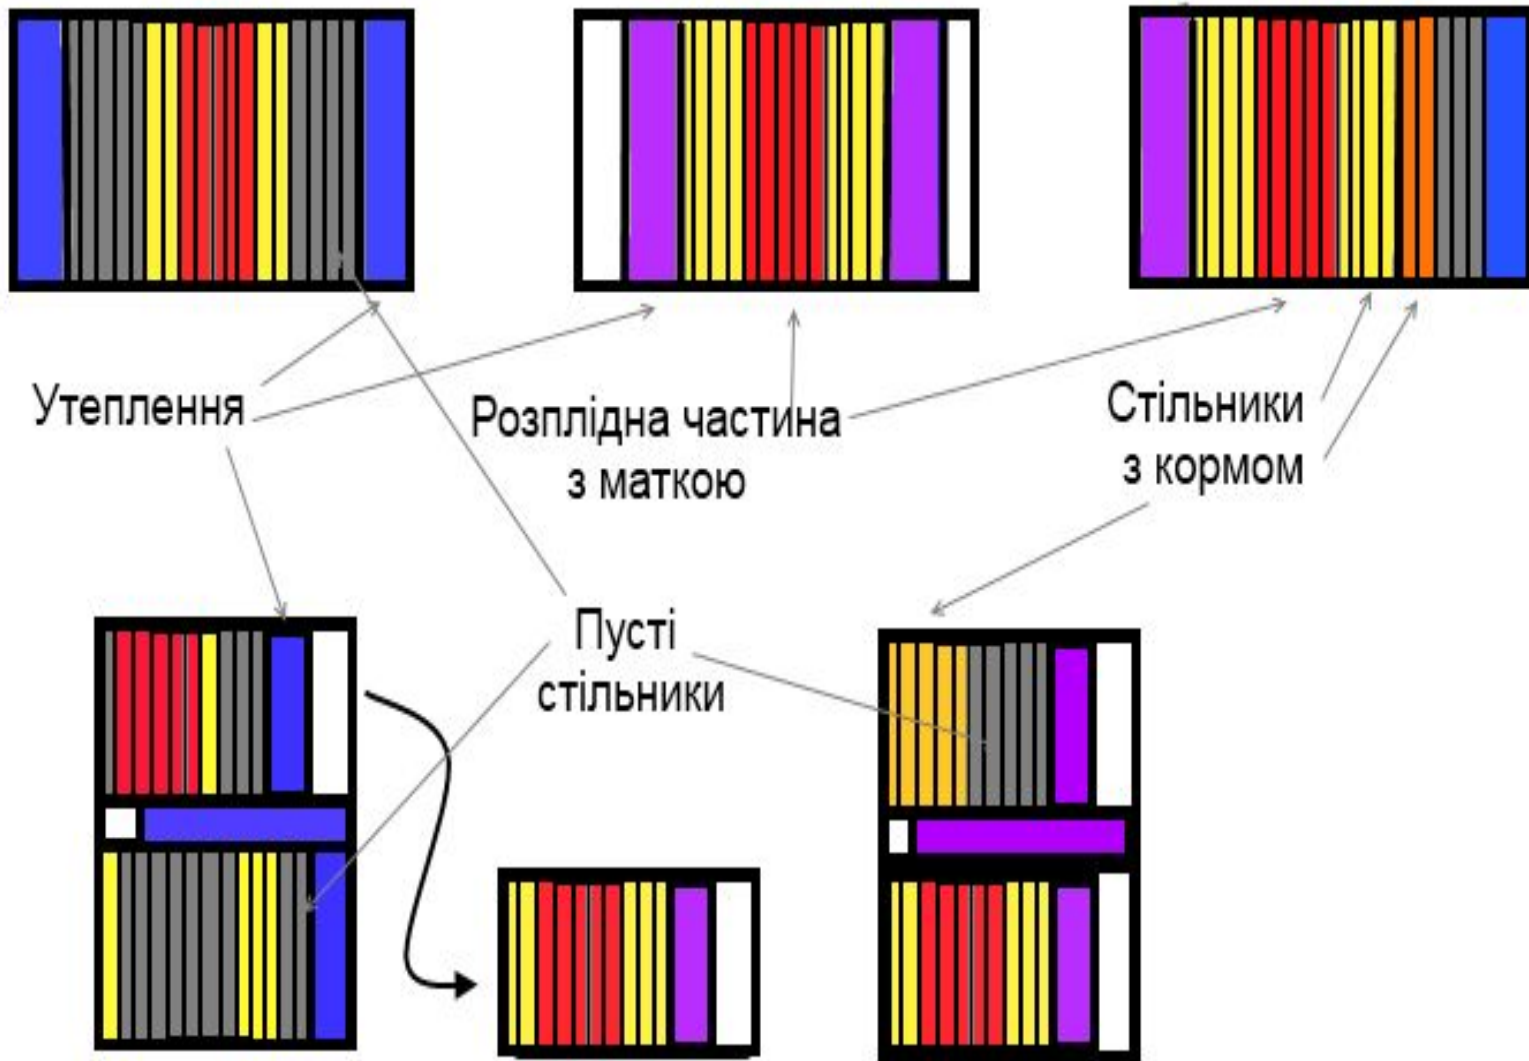 Утеплення
Розплідна частина
з маткою
Стільники
з кормом
Пусті
стільники